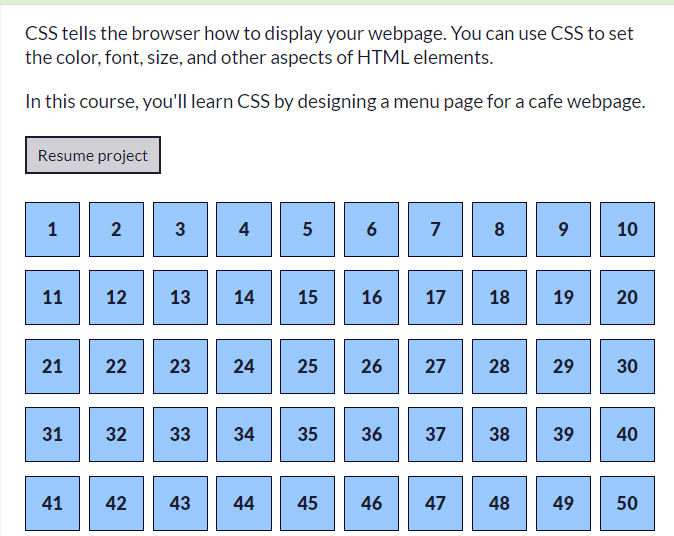 CSS tells the browser how to display your webpage. You can use CSS to set
the color, font, size, and other aspects of HTML elements.
In this course, you'll learn CSS by designing a menu page for a cafe webpage.
Resume project
1 2 3 4 5 6 7 8 9 10
11 12 13 14 15 16 17 18 19 20
21 22 23 24 25 26 27 28 29 30
31 32 33 34 35 36 37 38 39 40
41 42 43 44 45 46 47 48 49 50